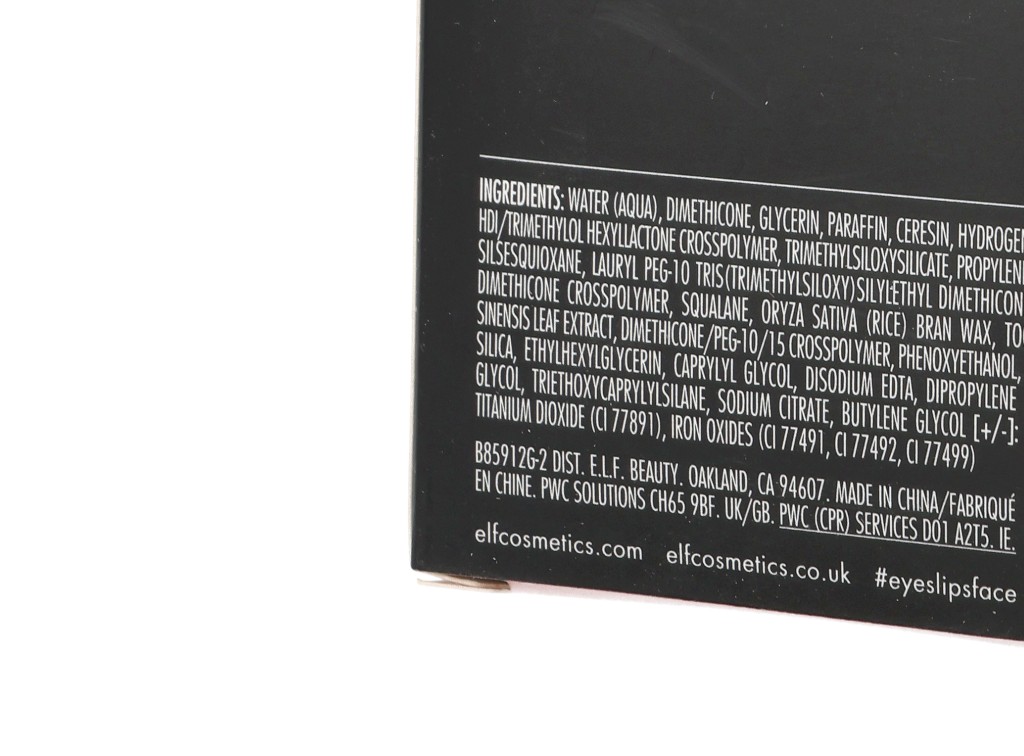 INGREDIENTS: WATER (AQUA), DIMETHICONE, GLYCERIN, PARAFFIN, CERESIN, HYDROGEN
HDI/TRIMETHYLOL HEXYLLACTONE CROSSPOLYMER, TRIMETHYLSILOXYSILICATE, PROPYLENE
SILSESQUIOXANE, LAURYL PEG-10 TRIS(TRIMETHYLSILOXY)SILYLETHYL DIMETHICON
DIMETHICONE CROSSPOLYMER, SQUALANE, ORYZA SATIVA (RICE) BRAN WAX, TO
SINENSIS LEAF EXTRACT, DIMETHICONE/PEG-10/15 CROSSPOLYMER, PHENOXYETHANOL,
SILICA, ETHYLHEXYLGLYCERIN, CAPRYLYL GLYCOL, DISODIUM EDTA, DIPROPYLENE
GLYCOL, TRIETHOXYCAPRYLYLSILANE, SODIUM CITRATE, BUTYLENE GLYCOL [+/-]:
TITANIUM DIOXIDE (CI 77891), IRON OXIDES (CI 77491, CI 77492, CI 77499)
B85912G-2 DIST. E.L.F. BEAUTY. OAKLAND, CA 94607. MADE IN CHINA/FABRIQUÉ
EN CHINE. PWC SOLUTIONS CH65 9BF. UK/GB. PWC (CPR) SERVICES D01 A2T5. IE.
elfcosmetics.com elfcosmetics.co.uk #eyeslipsface